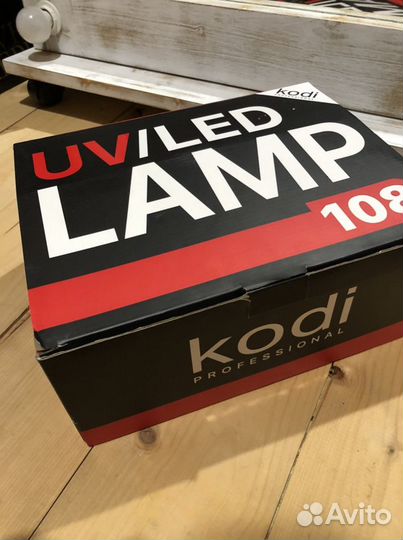 kodi
UV/LED
LAMP
108
kodi
PROFESSIONAL
Avito